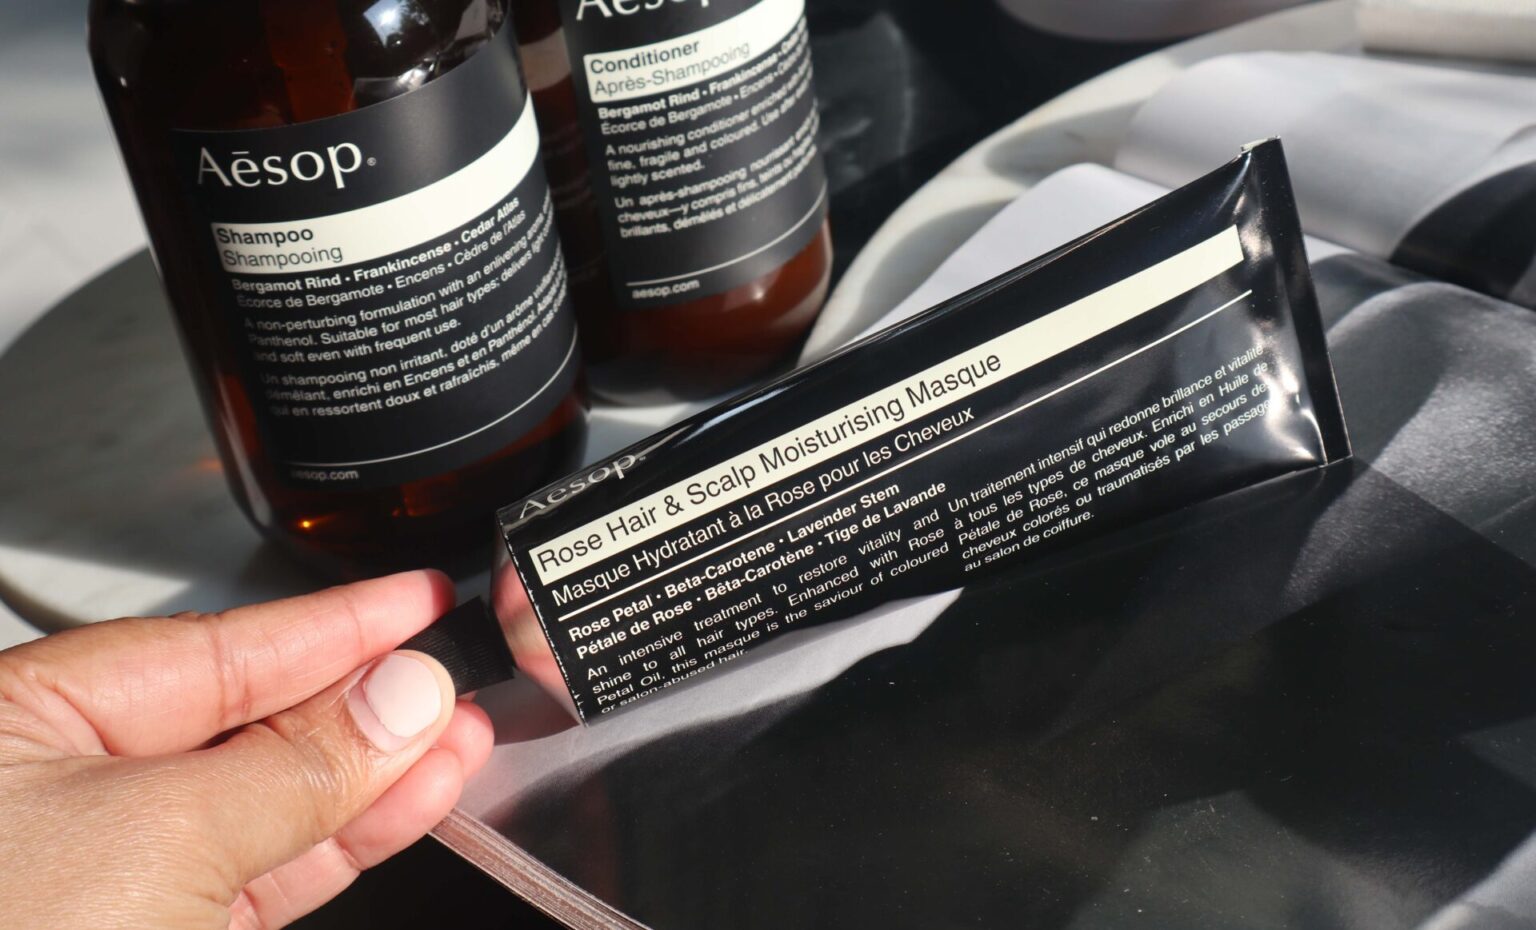 Aēsop®
Shampoo
Shampooing
Bergamot Rind • Frankincense • Cedar Atlas
Écorce de Bergamote • Encens • Cèdre de l'Atlas
A non-perturbing formulation with an enlivening
Panthenol. Suitable for most hair types; delivers
and soft even with frequent use.
Un shampooing non irritant, doté d'un arôme
démêlant, enrichi en Encens et en Panthénol.
qui en ressortent doux et rafraîchis, même en cas
aesop.com
Aēsop
Conditioner
Après-Shampooing
Bergamot Rind • Frankincense •
Écorce de Bergamote • Encens •
A nourishing conditioner enriched
fine, fragile and coloured. Use after
lightly scented.
Un après-shampooing nourrissant
cheveux—y compris fins, teints ou
brillants, démêlés et délicatement
aesop.com
Aesop®
Rose Hair & Scalp Moisturising Masque
Masque Hydratant à la Rose pour les Cheveux
Rose Petal • Beta-Carotene • Lavender Stem
Pétale de Rose • Bêta-Carotène • Tige de Lavande
An intensive treatment to restore vitality and
shine to all hair types. Enhanced with Rose
Petal Oil, this masque is the saviour of coloured
or salon-abused hair.
Un traitement intensif qui redonne brillance et vitalité
à tous les types de cheveux. Enrichi en Huile de
Pétale de Rose, ce masque vole au secours des
cheveux colorés ou traumatisés par les passages
au salon de coiffure.